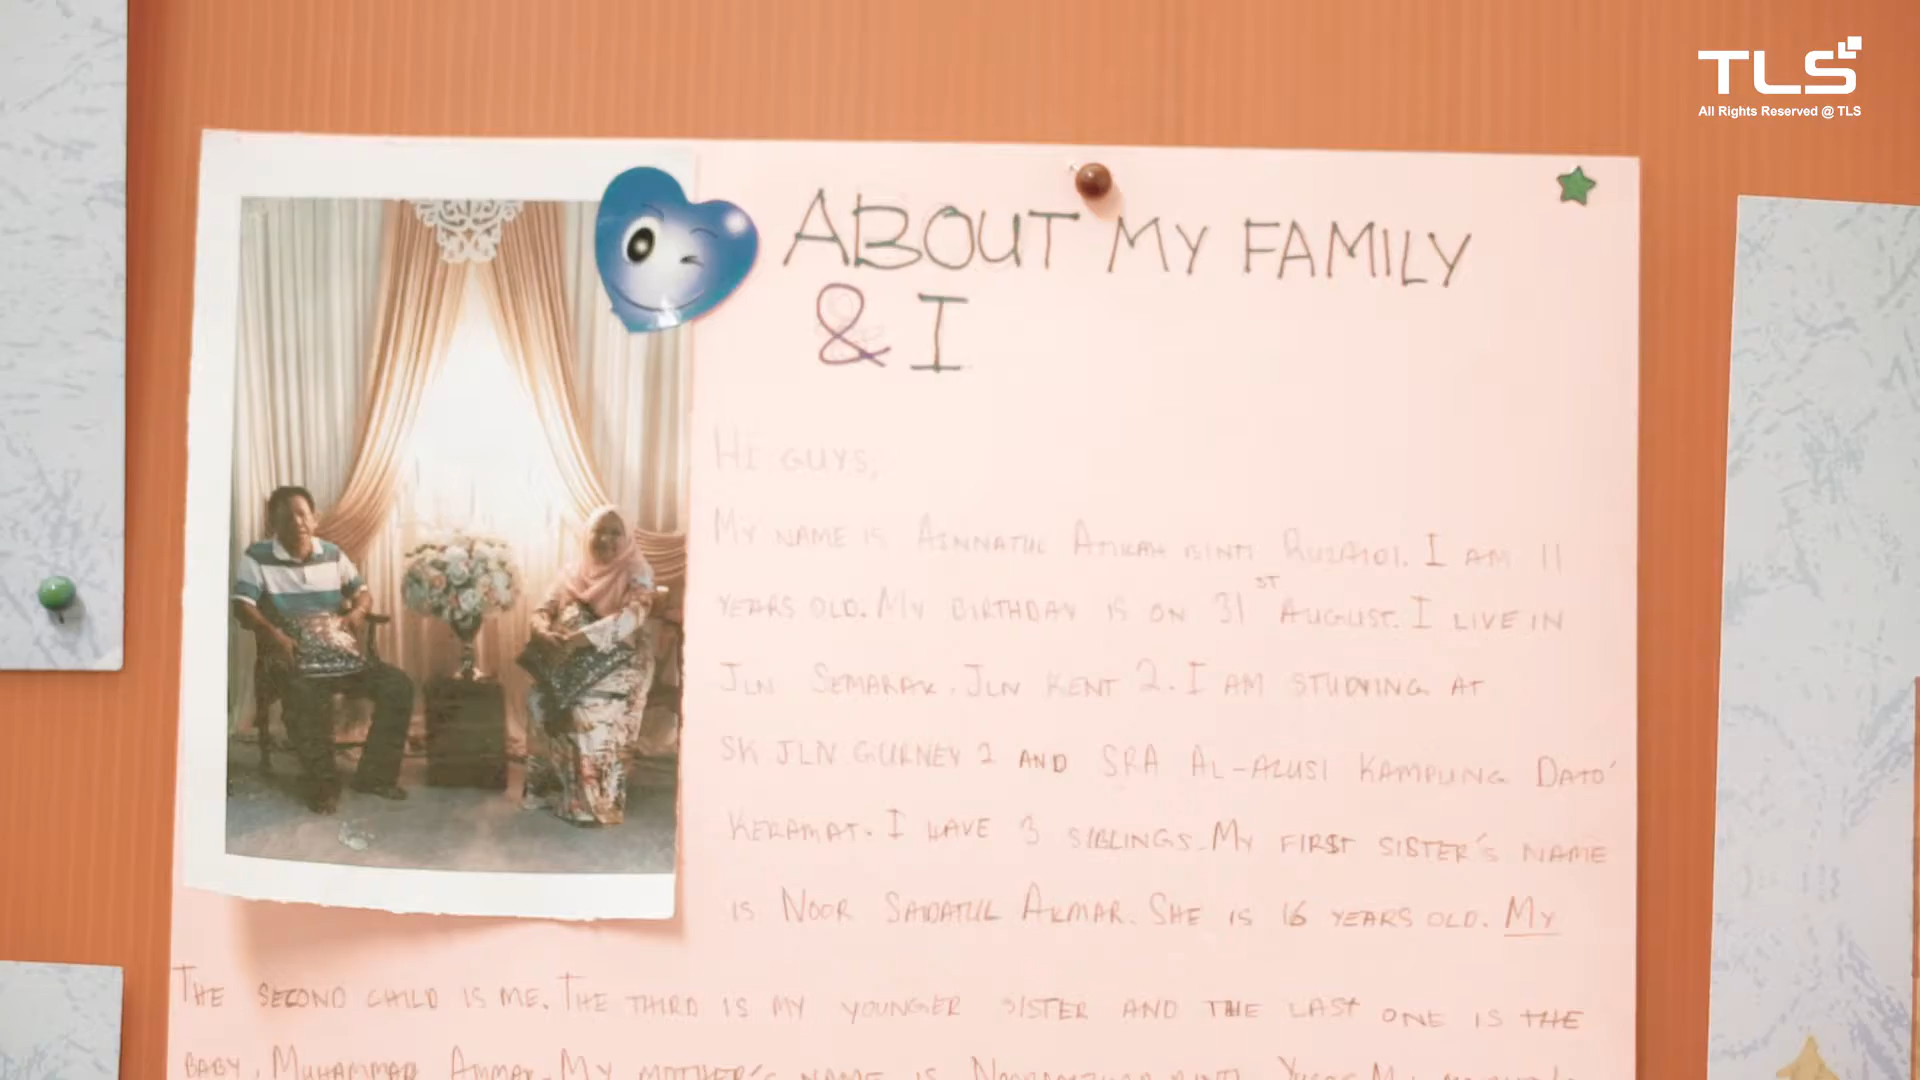 TLS
All Rights Reserved @ TLS
ABOUT MY FAMILY
& I
HI GUYS,
MY NAME IS AINNATUL ATIKAH BINTI I AM 11
YEARS OLD. MY BIRTHDAY IS ON 31ST AUGUST. I LIVE IN
JLN SEMARAK, JLN KENT 2. I AM STUDYING AT
SK JLN GURNEY 2 AND SRA AL-ALUSI KAMPUNG DATO'
KERAMAT. I HAVE 3 SIBLINGS. MY FIRST SISTER'S NAME
IS NOOR SAIDATUL AKMAR. SHE IS 16 YEARS OLD. MY
THE SECOND CHILD IS ME. THE THIRD IS MY YOUNGER SISTER AND THE LAST ONE IS THE
BABY, MUHAMMAD AMMAR. MY MOTHER'S NAME IS